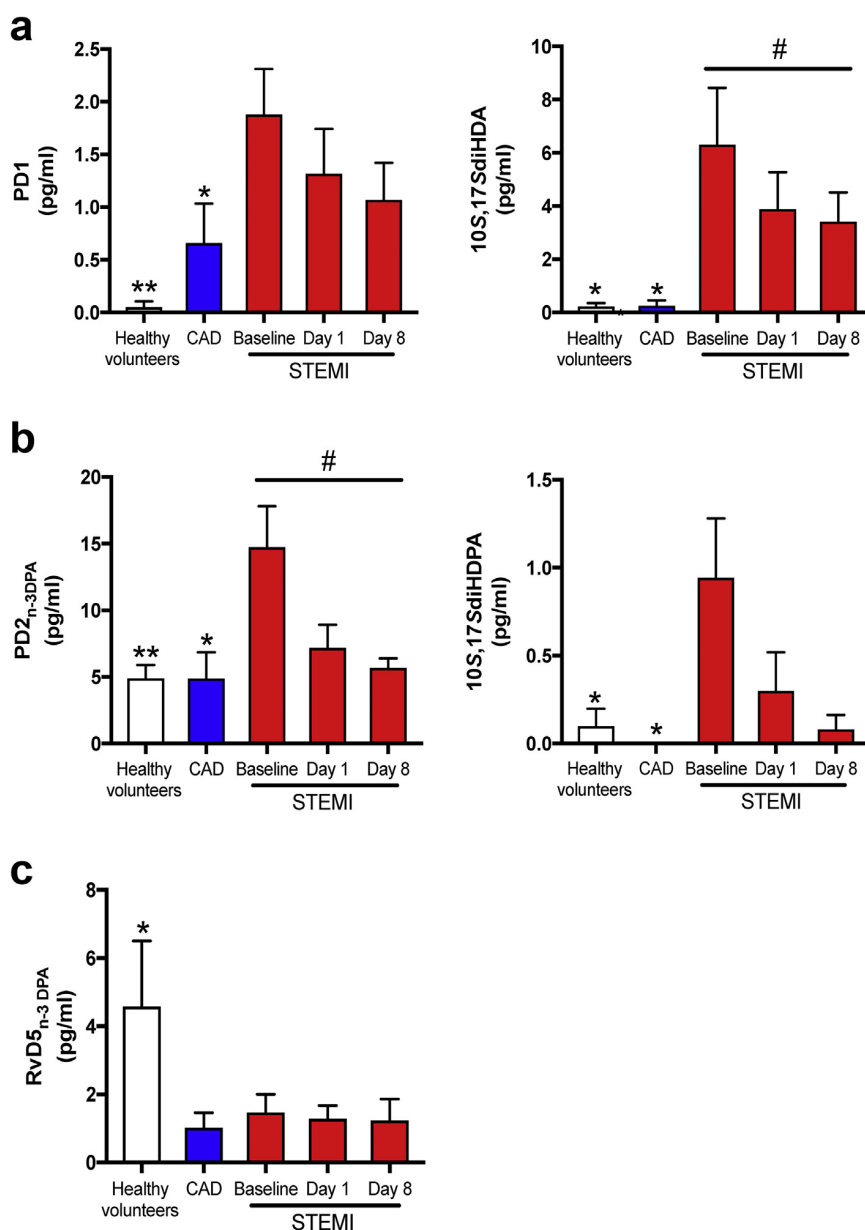 a
PD1
(pg/ml)
2.5
2.0
1.5
1.0
0.5
0.0
**
*
Healthy
volunteers
CAD
Baseline
Day 1
Day 8
STEMI
10S,17SdiHDA
(pg/ml)
10
8
6
4
2
0
#
*
*
*
Healthy
volunteers
CAD
Baseline
Day 1
Day 8
STEMI
b
PD2n-3DPA
(pg/ml)
20
15
10
5
0
#
**
*
Healthy
volunteers
CAD
Baseline
Day 1
Day 8
STEMI
10S,17SdiHDPA
(pg/ml)
1.5
1.0
0.5
0.0
*
*
Healthy
volunteers
CAD
Baseline
Day 1
Day 8
STEMI
c
RvD5n-3 DPA
(pg/ml)
8
6
4
2
0
*
Healthy
volunteers
CAD
Baseline
Day 1
Day 8
STEMI